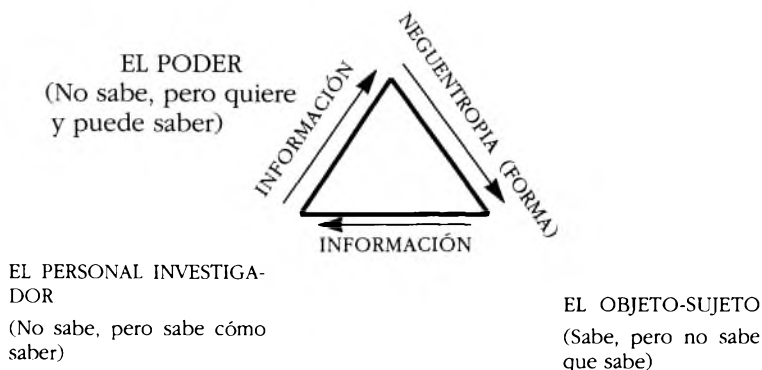 EL PODER
(No sabe, pero quiere
y puede saber)
INFORMACIÓN
NEGUENTROPIA (FORMA)
INFORMACIÓN
EL PERSONAL INVESTIGA-
DOR
(No sabe, pero sabe cómo
saber)
EL OBJETO-SUJETO
(Sabe, pero no sabe
que sabe)